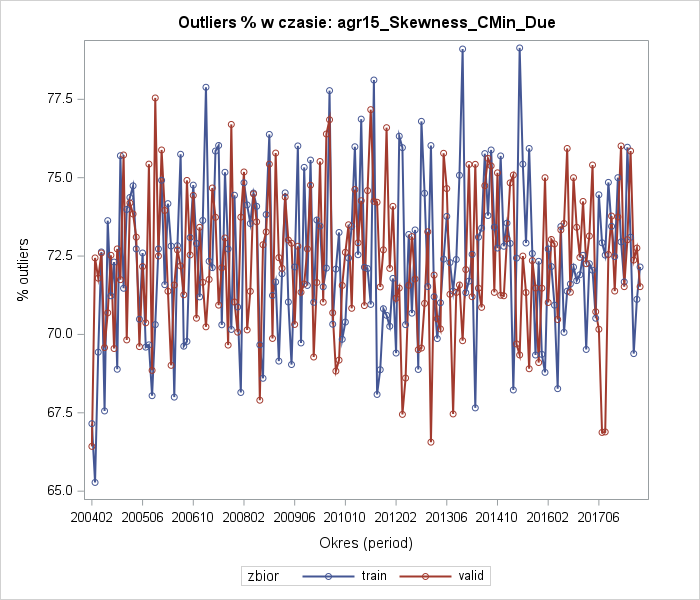 Outliers % w czasie: agr15_Skewness_CMin_Due
77.5
75.0
72.5
70.0
67.5
65.0
% outliers
200402 200506 200610 200802 200906 201010 201202 201306 201410 201602 201706
Okres (period)
zbior train valid